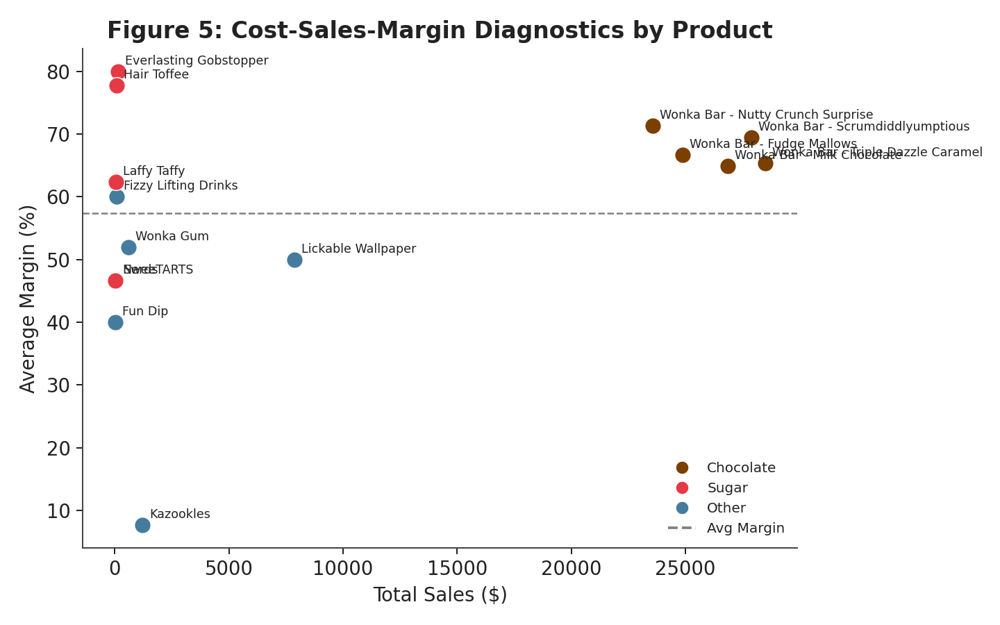 Figure 5: Cost-Sales-Margin Diagnostics by Product
Everlasting Gobstopper
Hair Toffee
Wonka Bar - Nutty Crunch Surprise
Wonka Bar - Scrumdiddlyumptious
Wonka Bar - Fudge Mallows
Wonka Bar - Triple Dazzle Caramel
Wonka Bar - Milk Chocolate
Laffy Taffy
Fizzy Lifting Drinks
Wonka Gum
Lickable Wallpaper
Nerds
SweeTARTS
Fun Dip
Kazookles
80
70
60
50
40
30
20
10
Average Margin (%)
0
5000
10000
15000
20000
25000
Total Sales ($)
Chocolate
Sugar
Other
Avg Margin